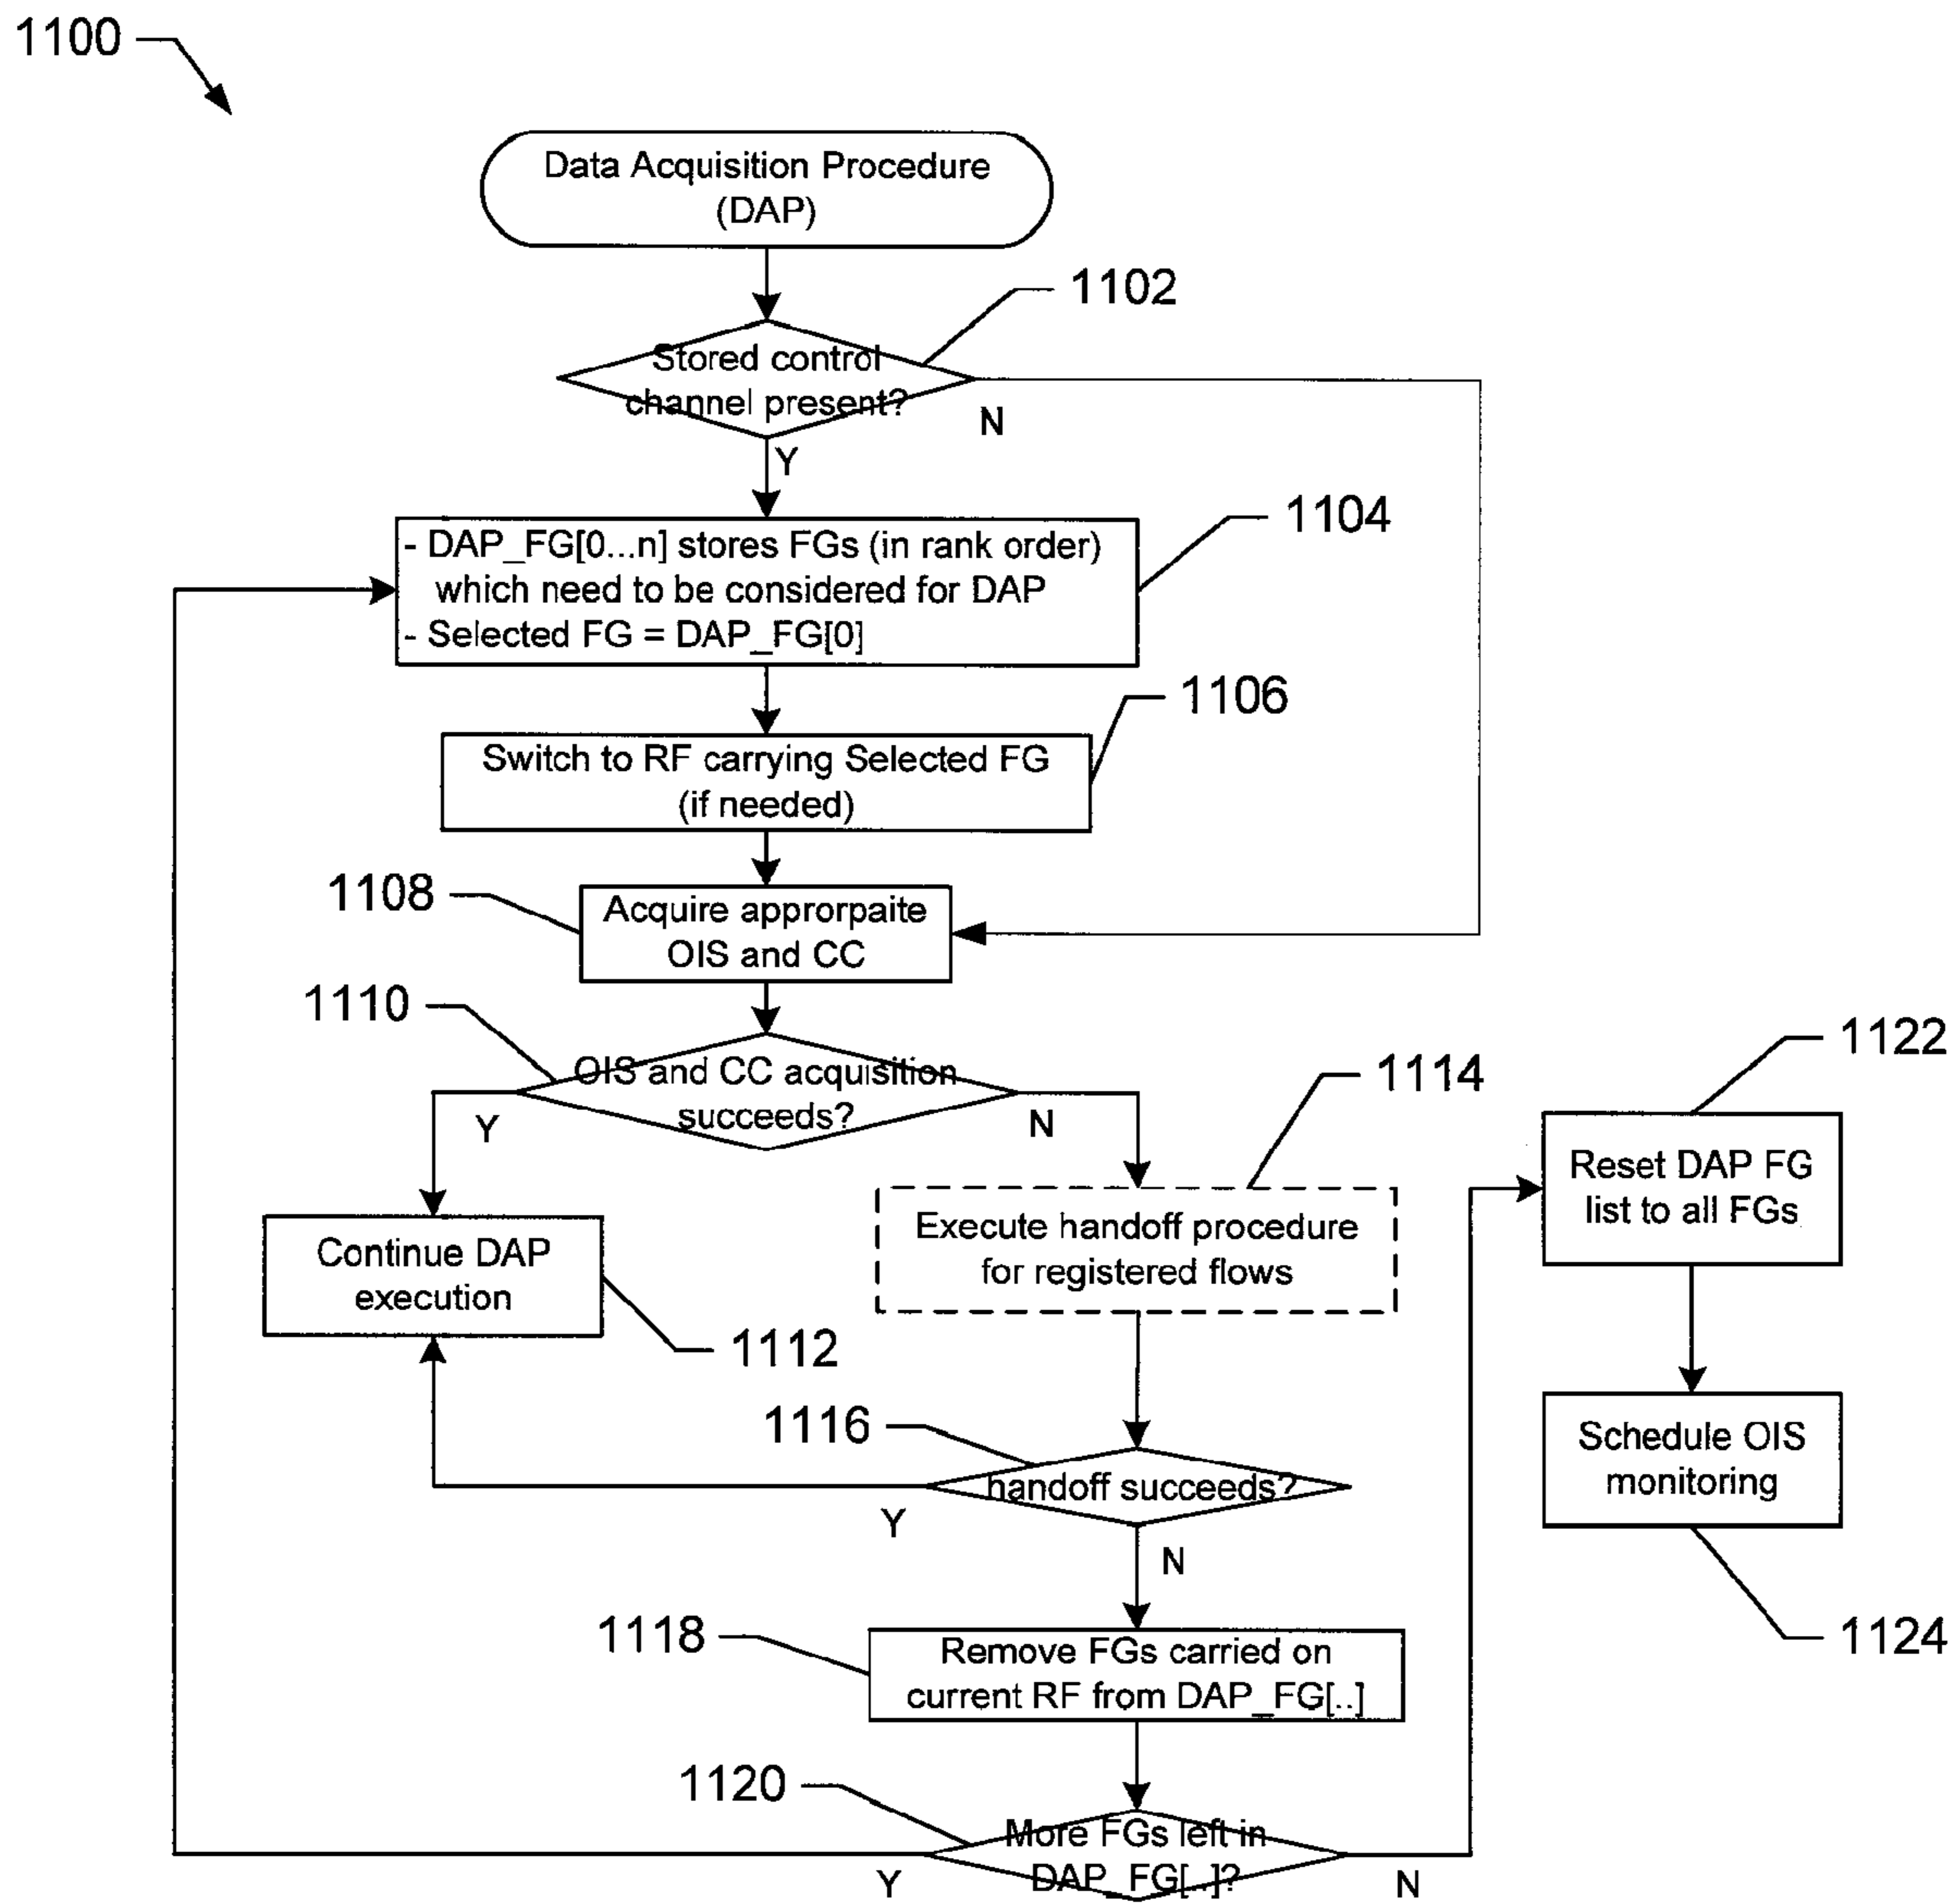 1100
Data Acquisition Procedure
(DAP)
1102
Stored control
channel present?
N
Y
1104
- DAP_FG[0...n] stores FGs (in rank order)
which need to be considered for DAP
- Selected FG = DAP_FG[0]
1106
Switch to RF carrying Selected FG
(if needed)
1108
Acquire approrpaite
OIS and CC
1110
OIS and CC acquisition
succeeds?
Y
N
1114
1122
Reset DAP FG
list to all FGs
Execute handoff procedure
for registered flows
Continue DAP
execution
1112
1116
handoff succeeds?
Y
N
Schedule OIS
monitoring
1124
1118
Remove FGs carried on
current RF from DAP_FG[..]
1120
More FGs left in
DAP_FG[..]?
Y
N